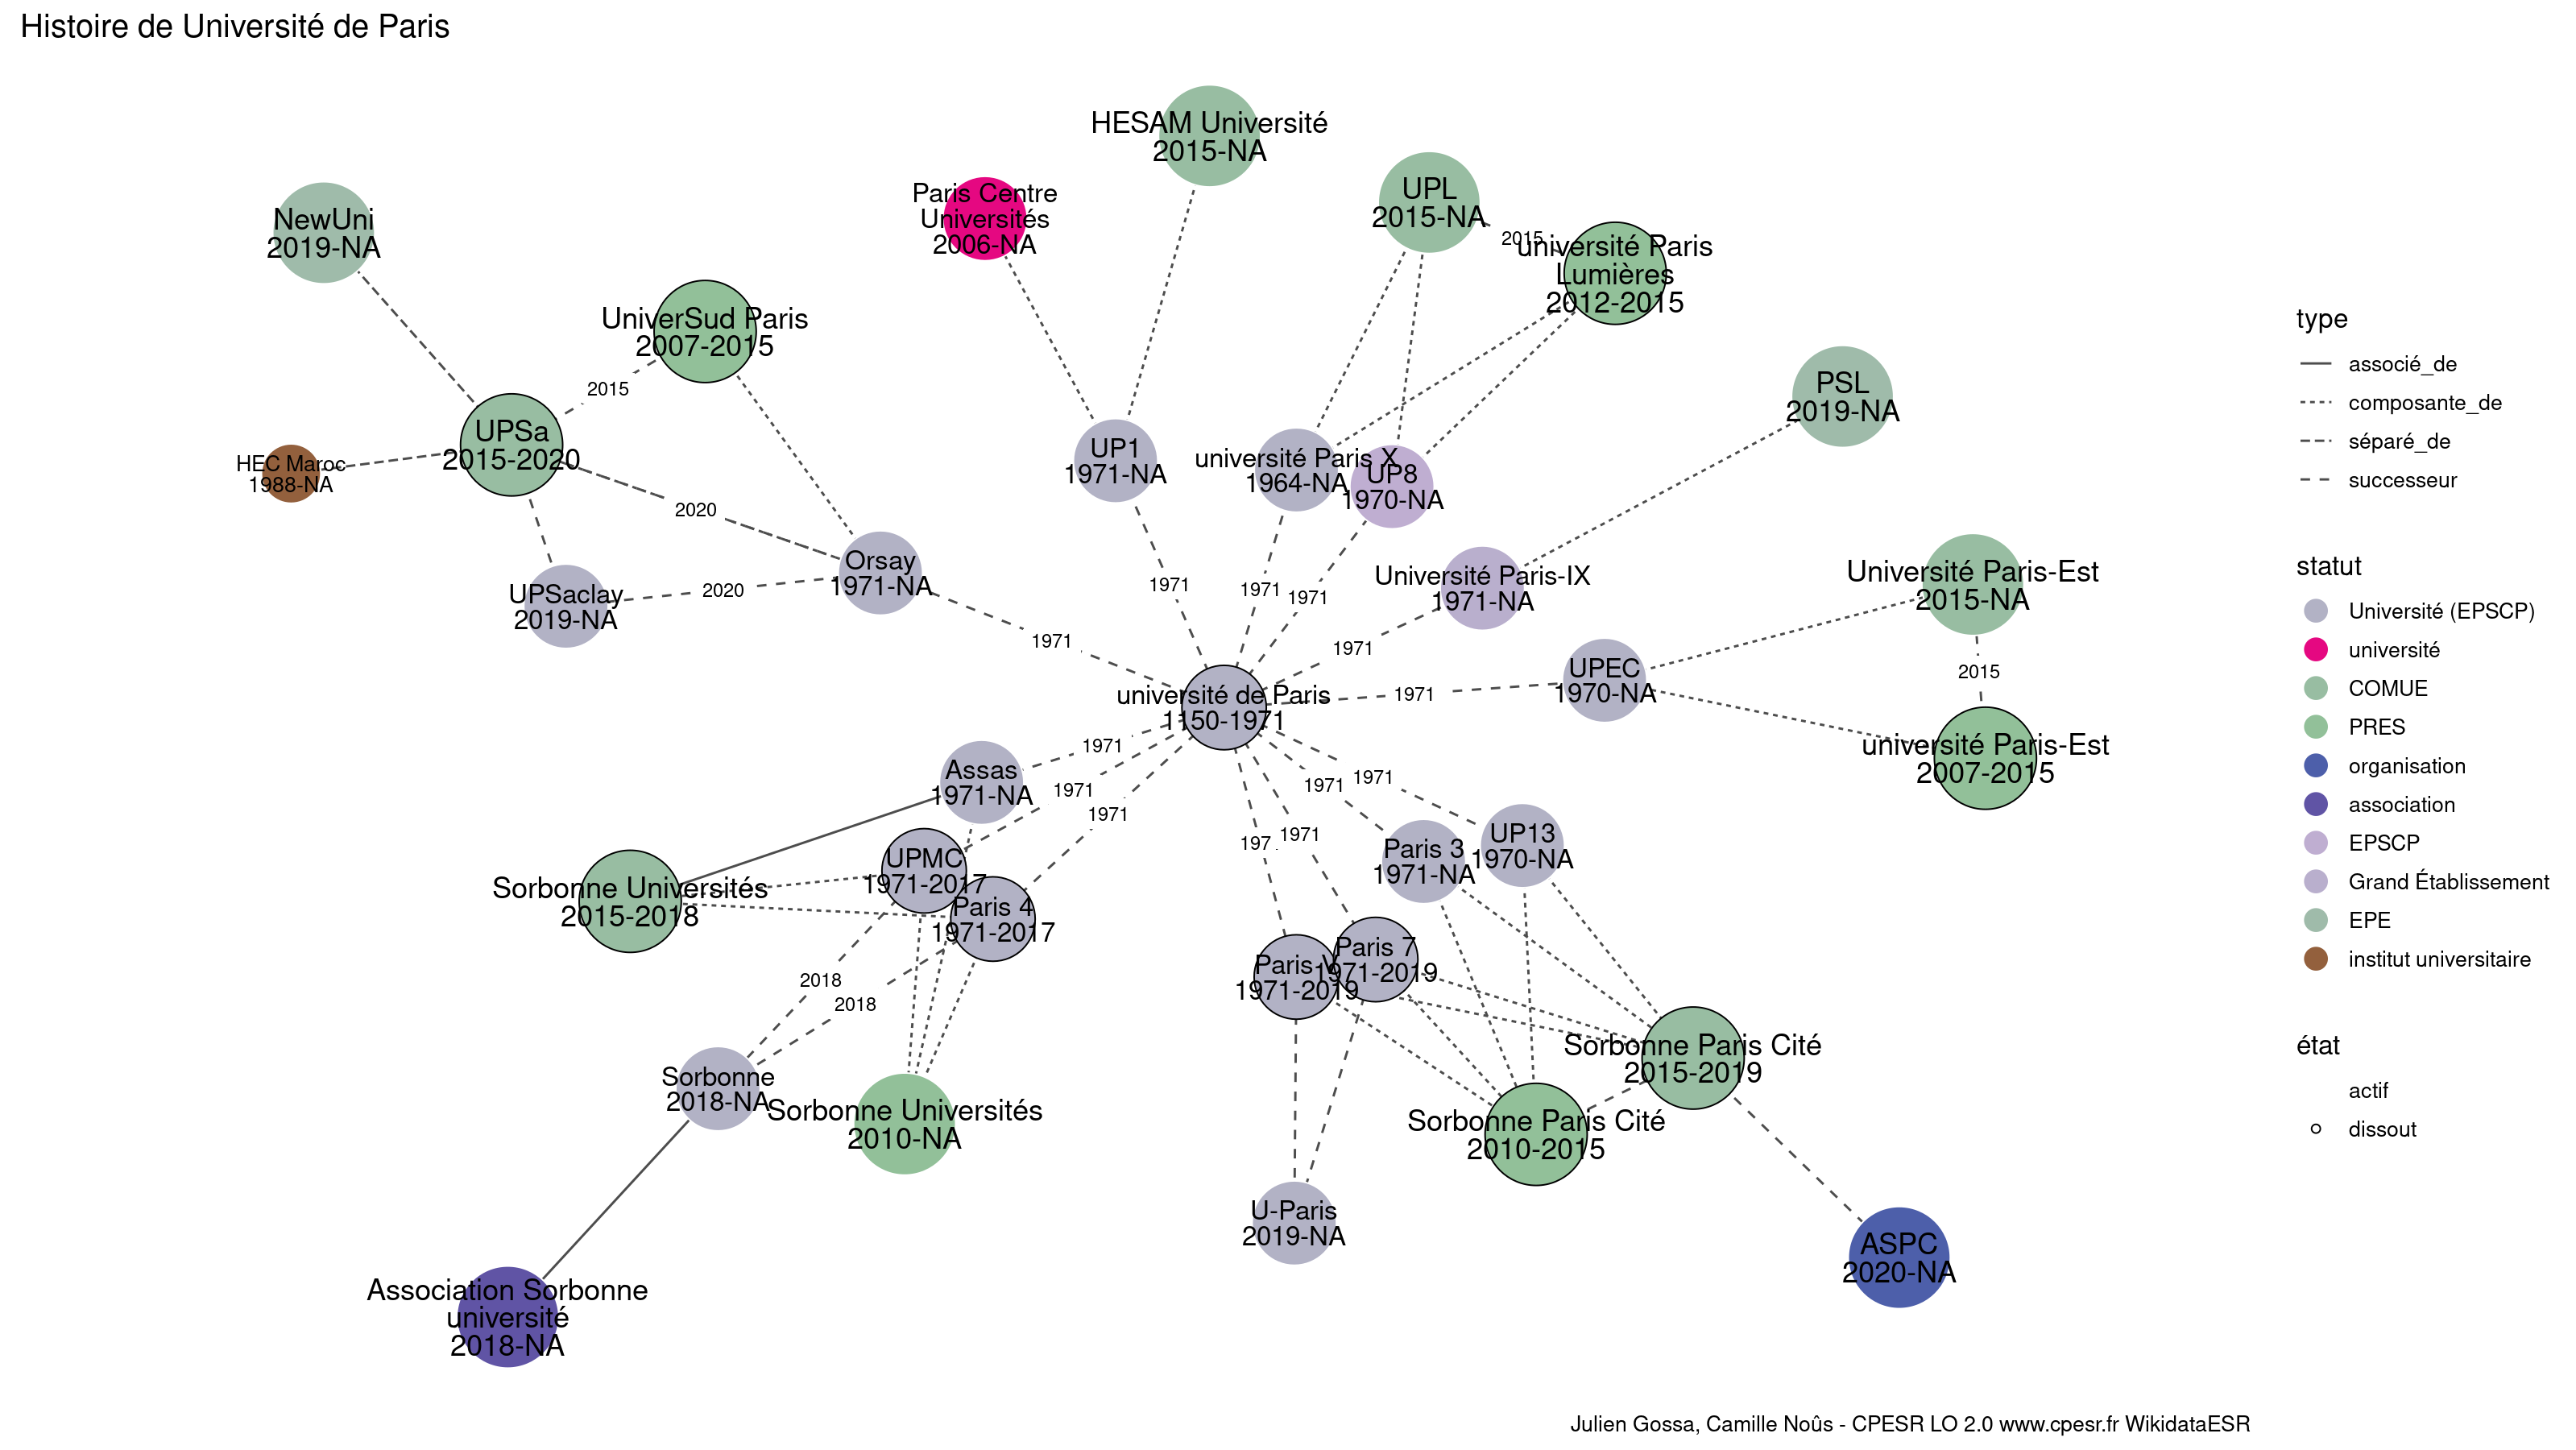 Histoire de Université de Paris
HESAM Université
2015-NA
Paris Centre
Universités
2006-NA
UPL
2015-NA
NewUni
2019-NA
2015
université Paris
Lumières
2012-2015
UniverSud Paris
2007-2015
2015
PSL
2019-NA
UPSa
2015-2020
HEC Maroc
1988-NA
UP1
1971-NA
université Paris X
1964-NA
UP8
1970-NA
2020
Orsay
1971-NA
UPSaclay
2019-NA
2020
Université Paris-IX
1971-NA
Université Paris-Est
2015-NA
1971
1971
1971
1971
1971
UPEC
1970-NA
2015
université de Paris
1150-1971
1971
université Paris-Est
2007-2015
1971
Assas
1971-NA
1971
1971
1971
1971
UPMC
1971-2017
Paris 4
1971-2017
Sorbonne Universités
2015-2018
197
1971
Paris 3
1971-NA
UP13
1970-NA
Paris V
1971-2019
Paris 7
1971-2019
2018
2018
Sorbonne
2018-NA
Sorbonne Universités
2010-NA
Sorbonne Paris Cité
2015-2019
Sorbonne Paris Cité
2010-2015
U-Paris
2019-NA
ASPC
2020-NA
Association Sorbonne
université
2018-NA
type
associé_de
composante_de
séparé_de
successeur
statut
Université (EPSCP)
université
COMUE
PRES
organisation
association
EPSCP
Grand Établissement
EPE
institut universitaire
état
actif
dissout
Julien Gossa, Camille Noûs - CPESR LO 2.0 www.cpesr.fr WikidataESR